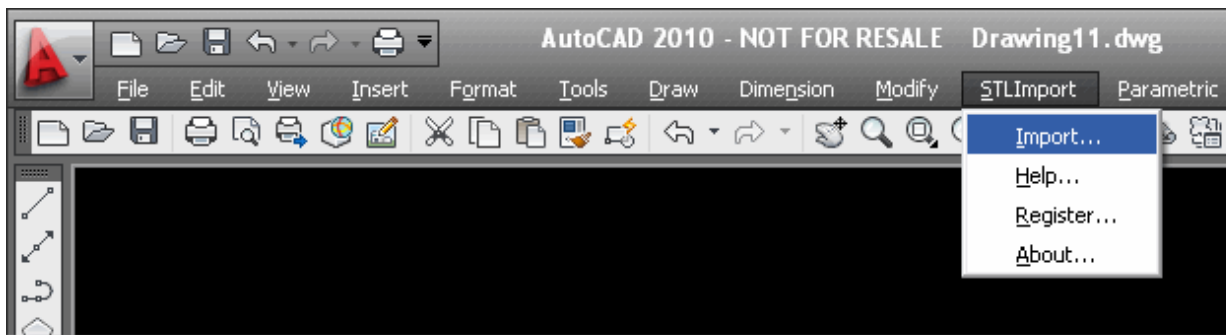 AutoCAD 2010 - NOT FOR RESALE Drawing11.dwg
File Edit View Insert Format Tools Draw Dimension Modify STLImport Parametric
Import...
Help...
Register...
About...